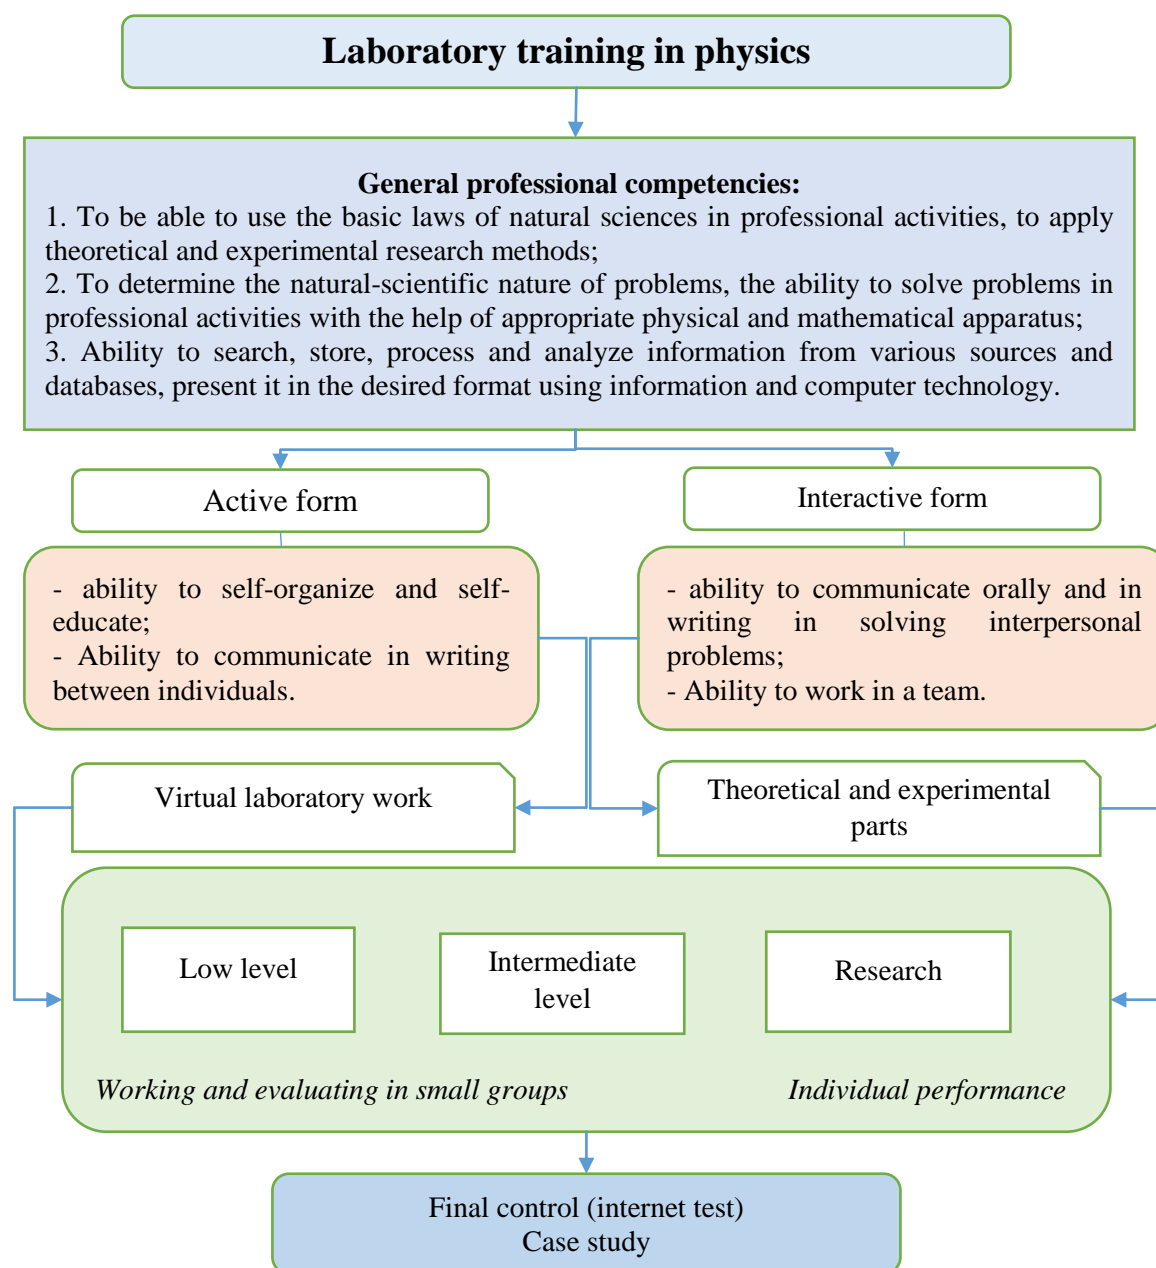 Laboratory training in physics
General professional competencies:
1. To be able to use the basic laws of natural sciences in professional activities, to apply
theoretical and experimental research methods;
2. To determine the natural-scientific nature of problems, the ability to solve problems in
professional activities with the help of appropriate physical and mathematical apparatus;
3. Ability to search, store, process and analyze information from various sources and
databases, present it in the desired format using information and computer technology.
Active form
Interactive form
- ability to self-organize and self-
educate;
- Ability to communicate in writing
between individuals.
- ability to communicate orally and in
writing in solving interpersonal
problems;
- Ability to work in a team.
Virtual laboratory work
Theoretical and experimental
parts
Low level
Intermediate
level
Research
Working and evaluating in small groups
Individual performance
Final control (internet test)
Case study